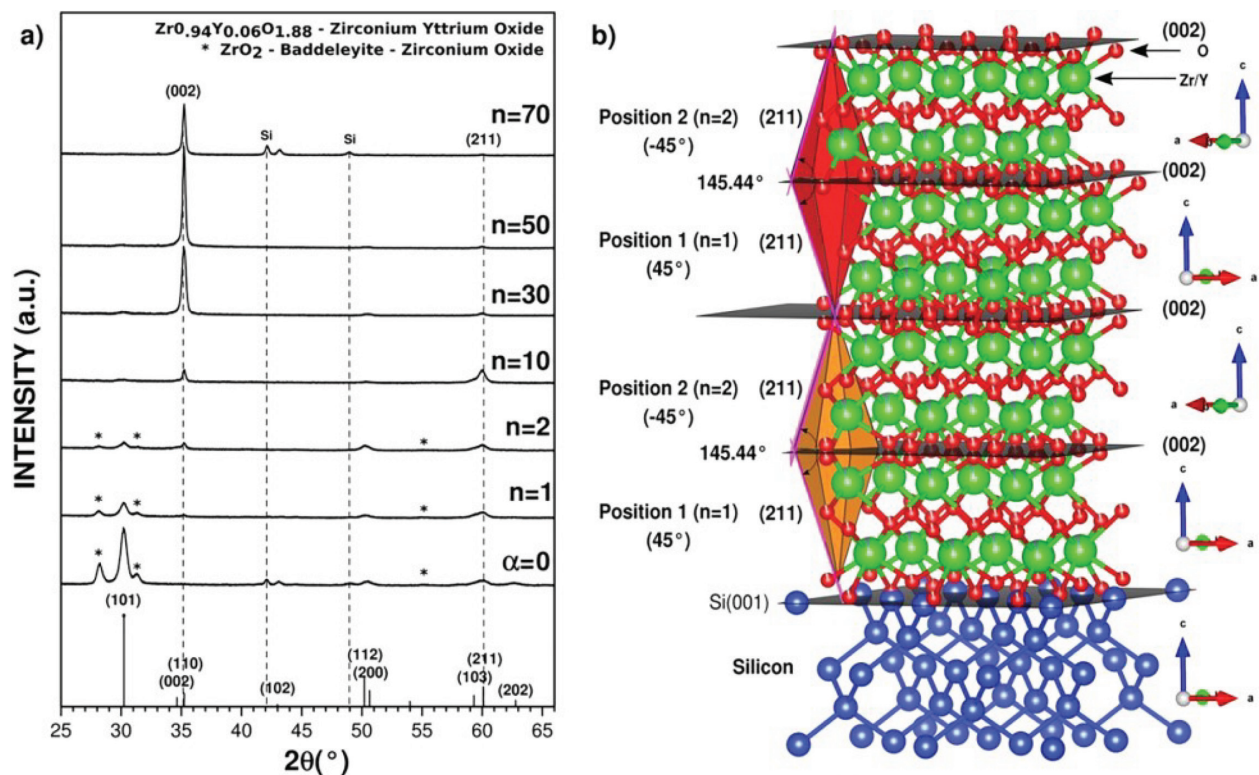 a)
Zr0.94Y0.06O1.88 - Zirconium Yttrium Oxide
* ZrO2 - Baddeleyite - Zirconium Oxide
(002)
n=70
Si
Si
(211)
n=50
n=30
n=10
n=2
* * *
n=1
* * *
α=0
* * *
(101)
(110)
(002)
(102)
(112)
(200)
(211)
(103)
(202)
25 30 35 40 45 50 55 60 65
2θ(°)
INTENSITY (a.u.)
b)
(002)
O
Zr/Y
c
a
b
Position 2 (n=2) (211)
(-45°)
145.44°
(002)
Position 1 (n=1) (211)
(45°)
c
a
(002)
Position 2 (n=2) (211)
(-45°)
c
a
b
145.44°
(002)
Position 1 (n=1) (211)
(45°)
c
a
Si(001)
Silicon
c
a